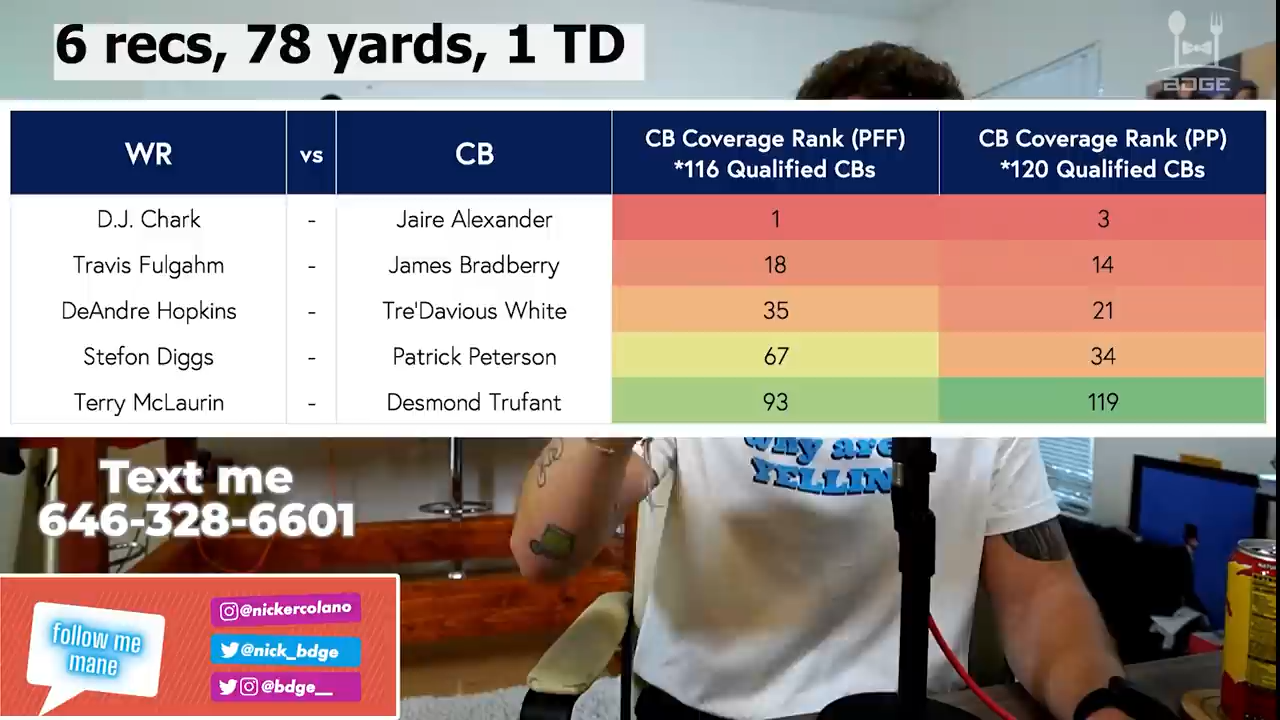 6 recs, 78 yards, 1 TD
BDGE
WR vs CB CB Coverage Rank (PFF) *116 Qualified CBs CB Coverage Rank (PP) *120 Qualified CBs
D.J. Chark - Jaire Alexander 1 3
Travis Fulgahm - James Bradberry 18 14
DeAndre Hopkins - Tre'Davious White 35 21
Stefon Diggs - Patrick Peterson 67 34
Terry McLaurin - Desmond Trufant 93 119
why are
YELLIN
Text me
646-328-6601
follow me
mane
@nickercolano
@nick_bdge
@bdge__